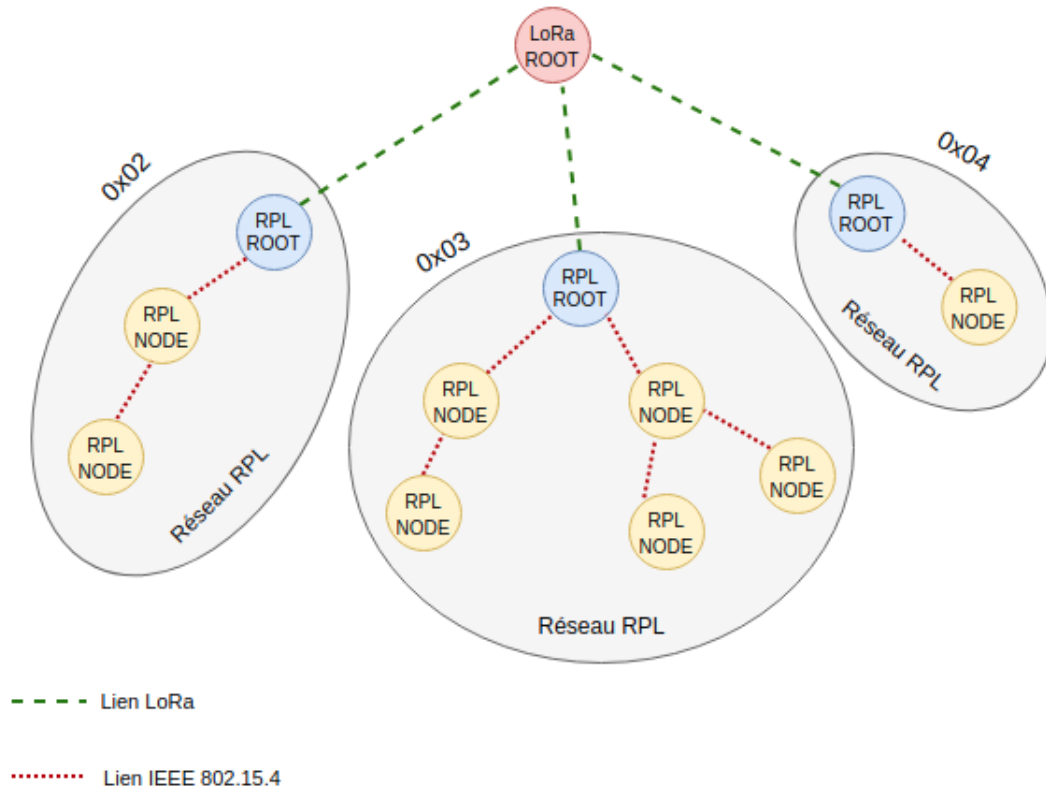 LoRa
ROOT
0x02
RPL
ROOT
RPL
NODE
RPL
NODE
Réseau RPL
0x03
RPL
ROOT
RPL
NODE
RPL
NODE
RPL
NODE
RPL
NODE
RPL
NODE
Réseau RPL
0x04
RPL
ROOT
RPL
NODE
Réseau RPL
Lien LoRa
Lien IEEE 802.15.4